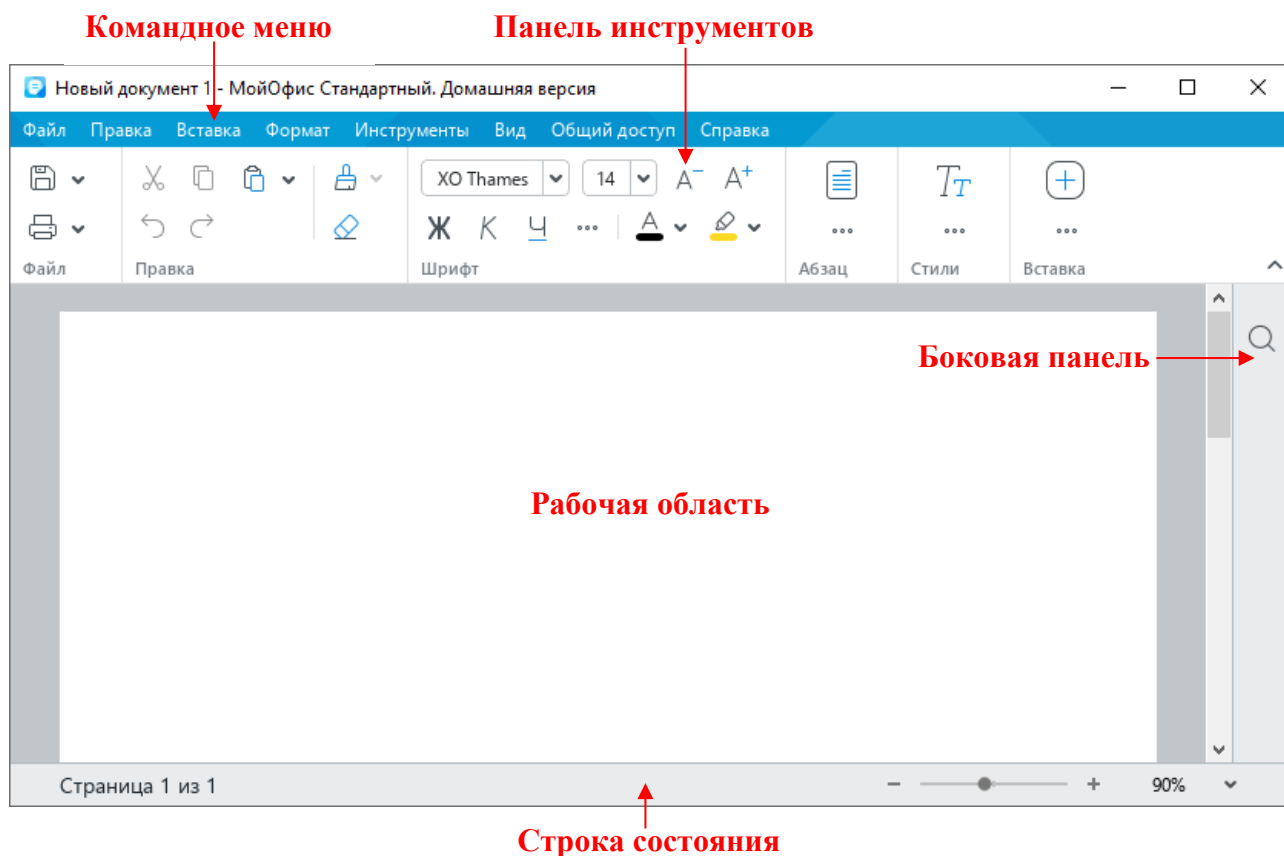 Командное меню Панель инструментов
Новый документ 1 - МойОфис Стандартный. Домашняя версия
Файл Правка Вставка Формат Инструменты Вид Общий доступ Справка
XO Thames 14 A− A+
Ж К Ч A
Файл Правка Шрифт Абзац Стили Вставка
Боковая панель
Рабочая область
Страница 1 из 1 − + 90%
Строка состояния